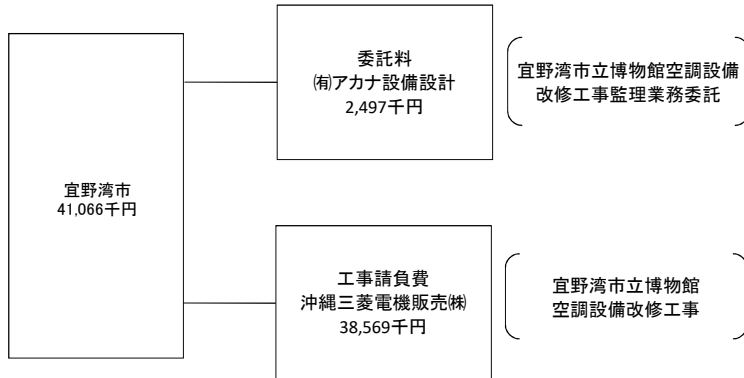 宜野湾市
41,066千円
委託料
㈲アカナ設備設計
2,497千円
宜野湾市立博物館空調設備
改修工事監理業務委託
工事請負費
沖縄三菱電機販売㈱
38,569千円
宜野湾市立博物館
空調設備改修工事